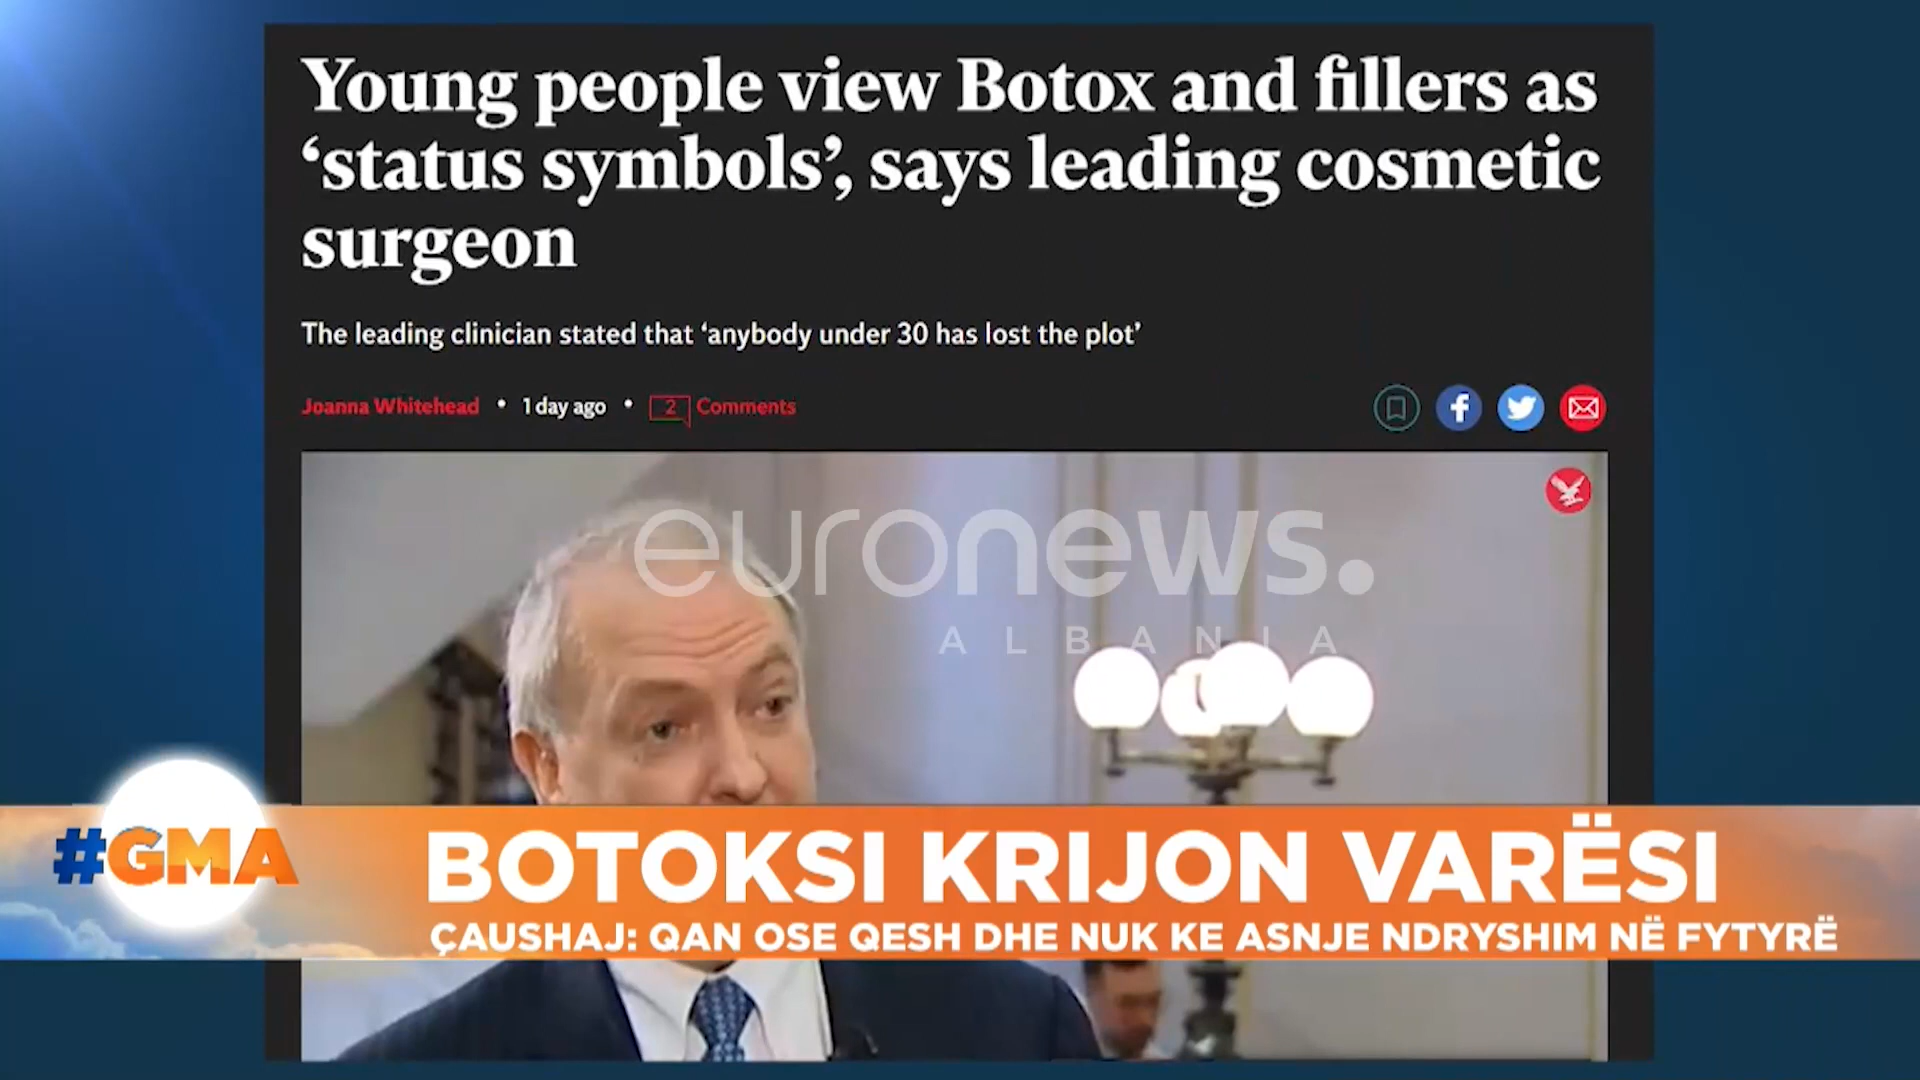 Young people view Botox and fillers as
‘status symbols’, says leading cosmetic
surgeon
The leading clinician stated that ‘anybody under 30 has lost the plot’
Joanna Whitehead • 1 day ago • 2 Comments
euronews.
ALBANIA
#GMA
BOTOKSI KRIJON VARËSI
ÇAUSHAJ: QAN OSE QESH DHE NUK KE ASNJE NDRYSHIM NË FYTYRË